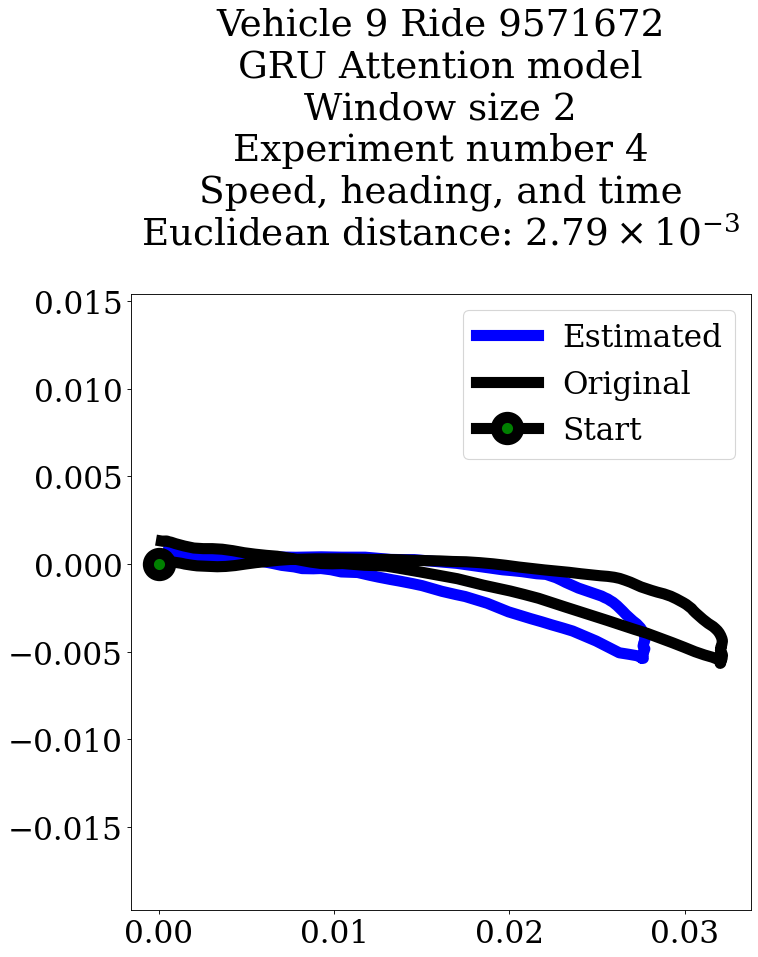 Vehicle 9 Ride 9571672
GRU Attention model
Window size 2
Experiment number 4
Speed, heading, and time
Euclidean distance: 2.79 × 10⁻³
0.015
0.010
0.005
0.000
−0.005
−0.010
−0.015
Estimated
Original
Start
0.00 0.01 0.02 0.03